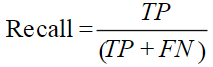 Recall = TP / (TP + FN)